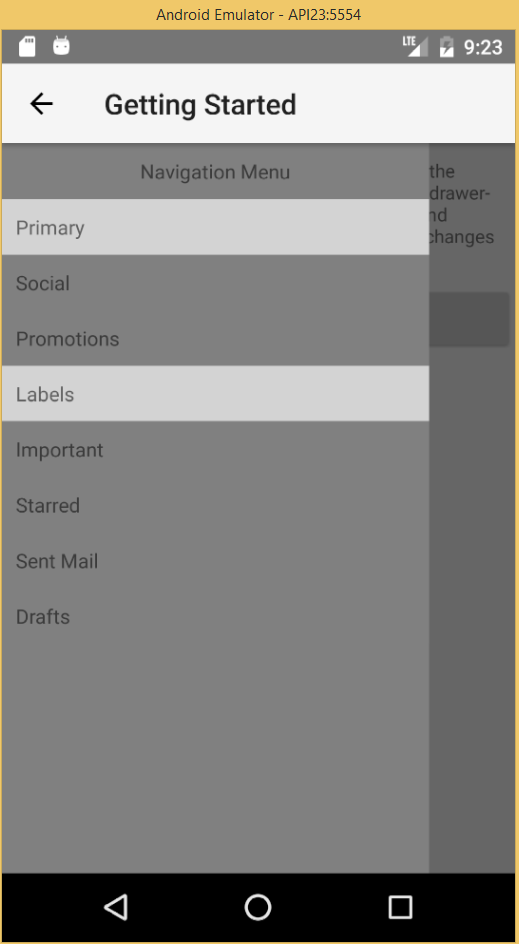 Android Emulator - API23:5554
LTE 9:23
Getting Started
Navigation Menu
Primary
Social
Promotions
Labels
Important
Starred
Sent Mail
Drafts
the
drawer-
nd
changes